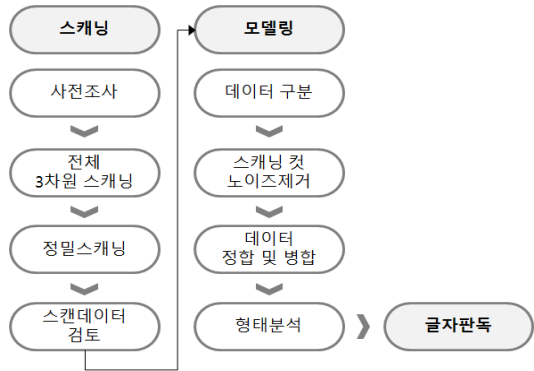 스캐닝
사전조사
전체
3차원 스캐닝
정밀스캐닝
스캔데이터
검토
모델링
데이터 구분
스캐닝 컷
노이즈제거
데이터
정합 및 병합
형태분석
글자판독